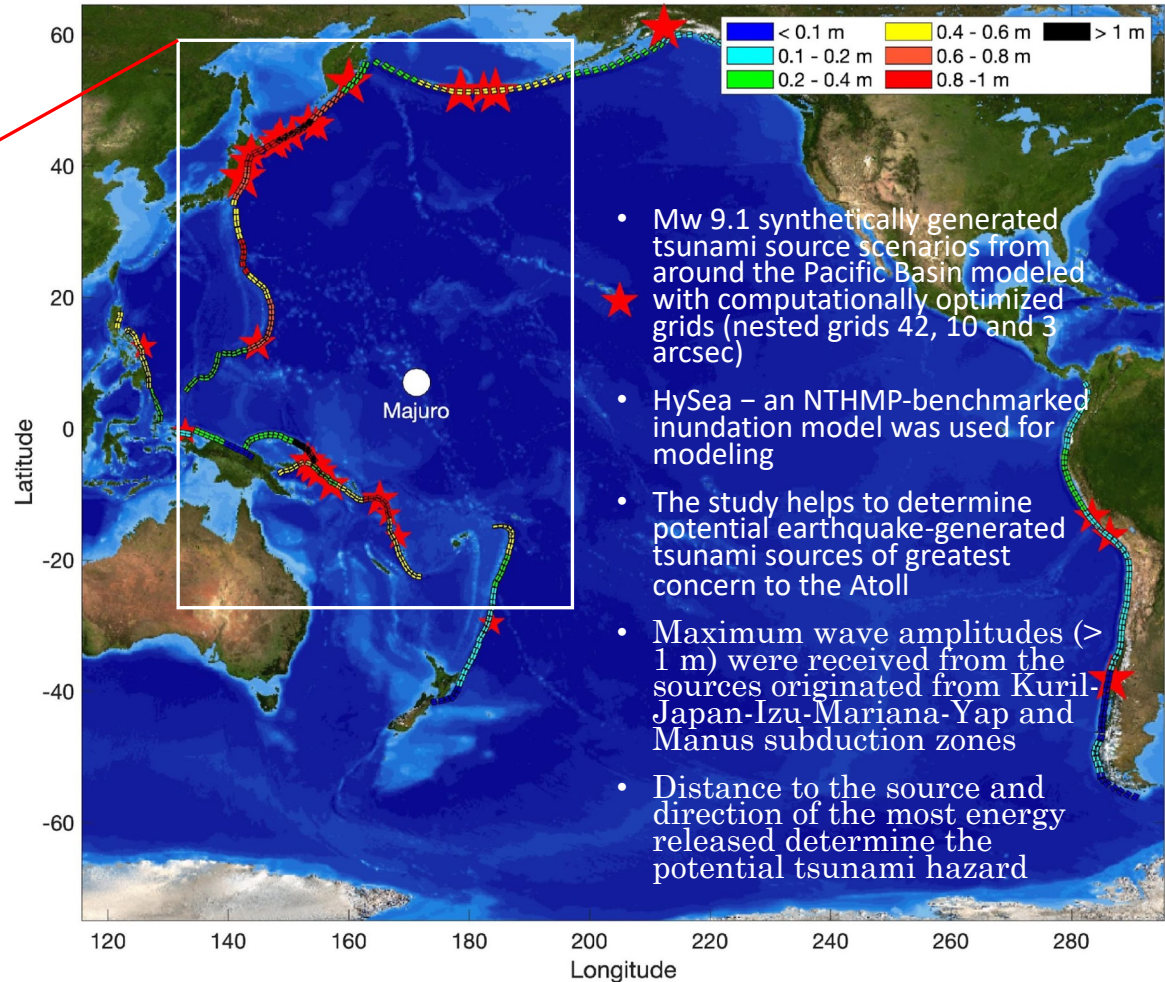 60
40
20
0
-20
-40
-60
Latitude
120
140
160
180
200
220
240
260
280
Longitude
< 0.1 m
0.1 - 0.2 m
0.2 - 0.4 m
0.4 - 0.6 m
0.6 - 0.8 m
0.8 -1 m
> 1 m
Majuro
• Mw 9.1 synthetically generated
tsunami source scenarios from
around the Pacific Basin modeled
with computationally optimized
grids (nested grids 42, 10 and 3
arcsec)
• HySea – an NTHMP-benchmarked
inundation model was used for
modeling
• The study helps to determine
potential earthquake-generated
tsunami sources of greatest
concern to the Atoll
• Maximum wave amplitudes (>
1 m) were received from the
sources originated from Kuril-
Japan-Izu-Mariana-Yap and
Manus subduction zones
• Distance to the source and
direction of the most energy
released determine the
potential tsunami hazard